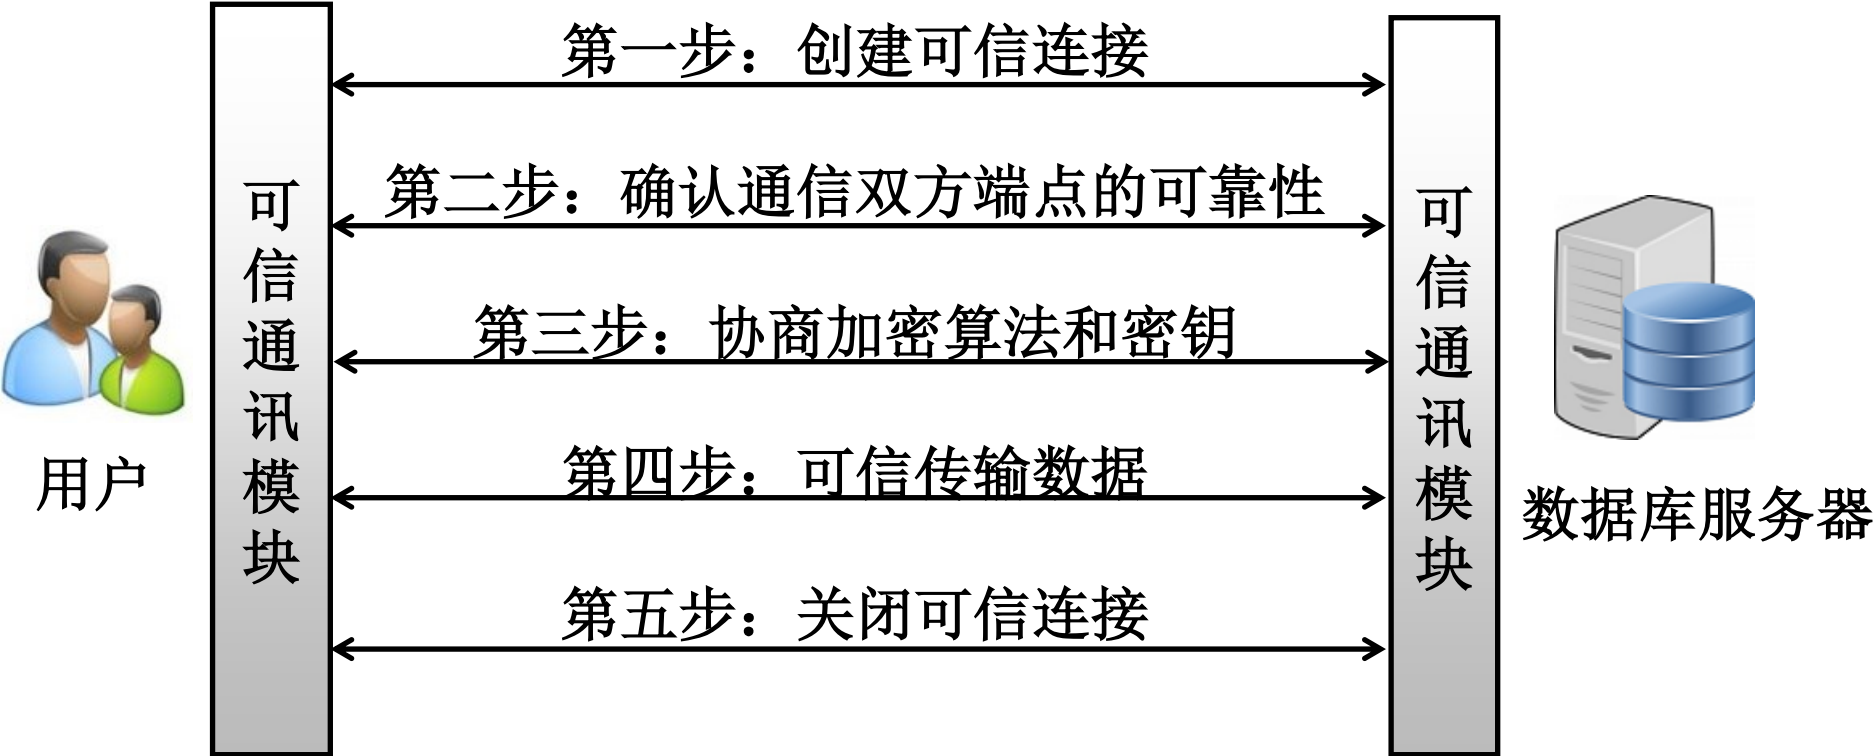 第一步：创建可信连接
第二步：确认通信双方端点的可靠性
第三步：协商加密算法和密钥
第四步：可信传输数据
第五步：关闭可信连接
可信通讯模块
可信通讯模块
用户
数据库服务器